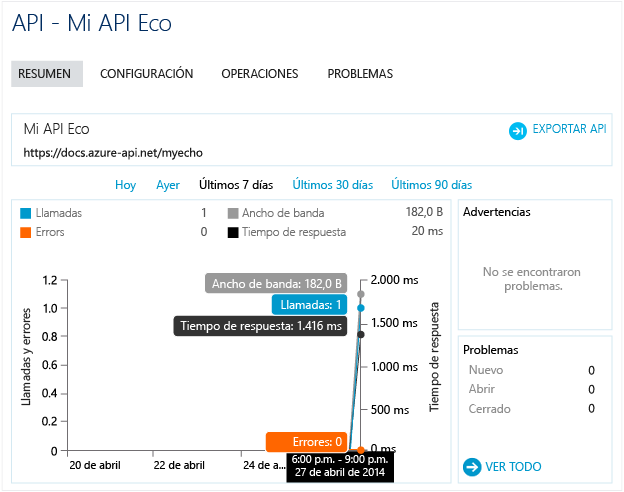 API - Mi API Eco
RESUMEN CONFIGURACIÓN OPERACIONES PROBLEMAS
Mi API Eco
EXPORTAR API
https://docs.azure-api.net/myecho
Hoy Ayer Últimos 7 días Últimos 30 días Últimos 90 días
Llamadas 1 Ancho de banda 182,0 B
Errors 0 Tiempo de respuesta 20 ms
Advertencias
No se encontraron
problemas.
Problemas
Nuevo 0
Abrir 0
Cerrado 0
VER TODO
Llamadas y errores
1.2
1.0
0.8
0.6
0.4
0.2
0
Ancho de banda: 182,0 B
Llamadas: 1
Tiempo de respuesta: 1.416 ms
Errores: 0
2.000 ms
1.500 ms
1.000 ms
500 ms
0 ms
Tiempo de respuesta
20 de abril 22 de abril 24 de a...
6:00 p.m. - 9:00 p.m.
27 de abril de 2014